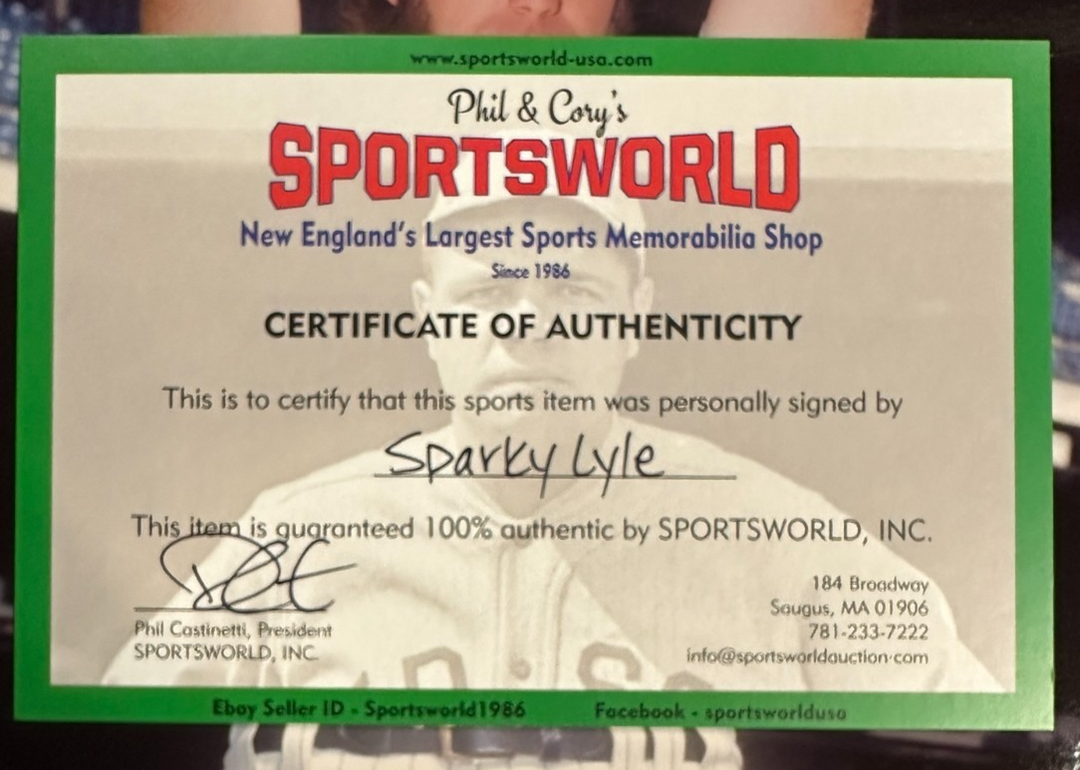 www.sportsworld-usa.com
Phil & Cory's
SPORTSWORLD
New England's Largest Sports Memorabilia Shop
Since 1986
CERTIFICATE OF AUTHENTICITY
This is to certify that this sports item was personally signed by
Sparky Lyle
This item is guaranteed 100% authentic by SPORTSWORLD, INC.
Phil Castinetti, President
SPORTSWORLD, INC.
184 Broadway
Saugus, MA 01906
781-233-7222
info@sportsworldauction.com
Ebay Seller ID - Sportsworld1986
Facebook - sportsworldusa